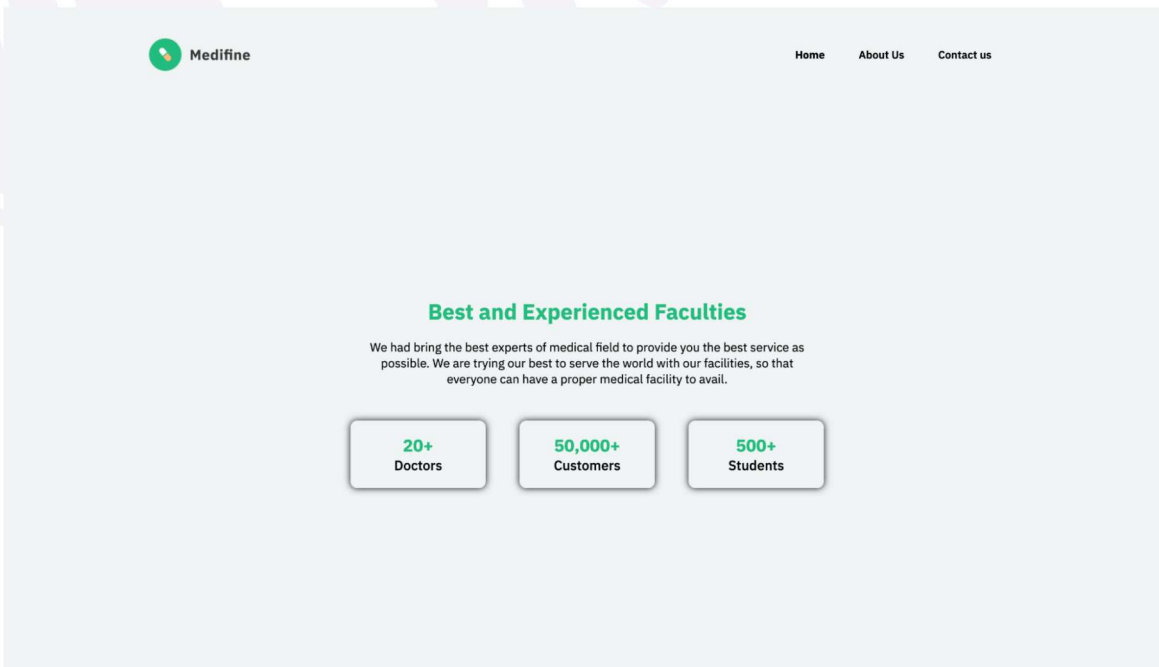 Medifine
Home About Us Contact us
Best and Experienced Faculties
We had bring the best experts of medical field to provide you the best service as
possible. We are trying our best to serve the world with our facilities, so that
everyone can have a proper medical facility to avail.
20+ 50,000+ 500+
Doctors Customers Students